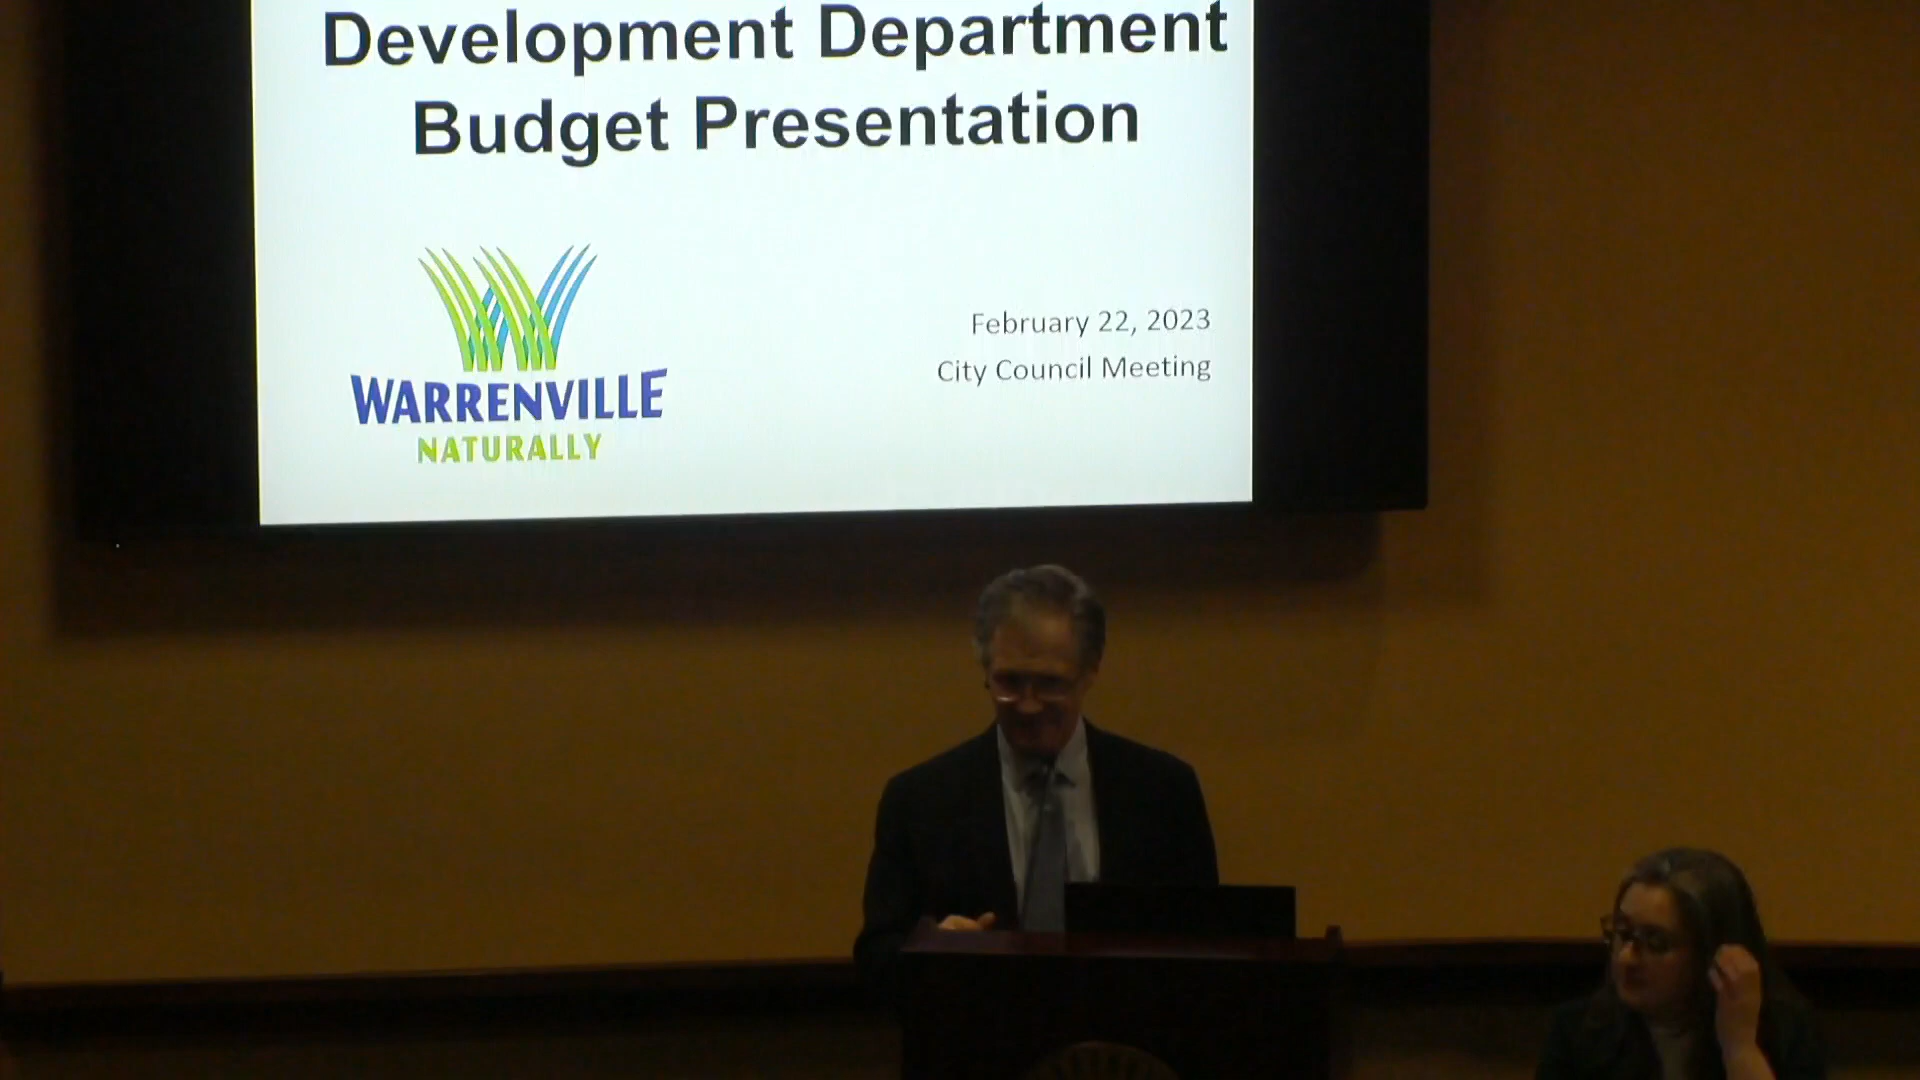 Development Department
Budget Presentation
February 22, 2023
City Council Meeting
WARRENVILLE
NATURALLY